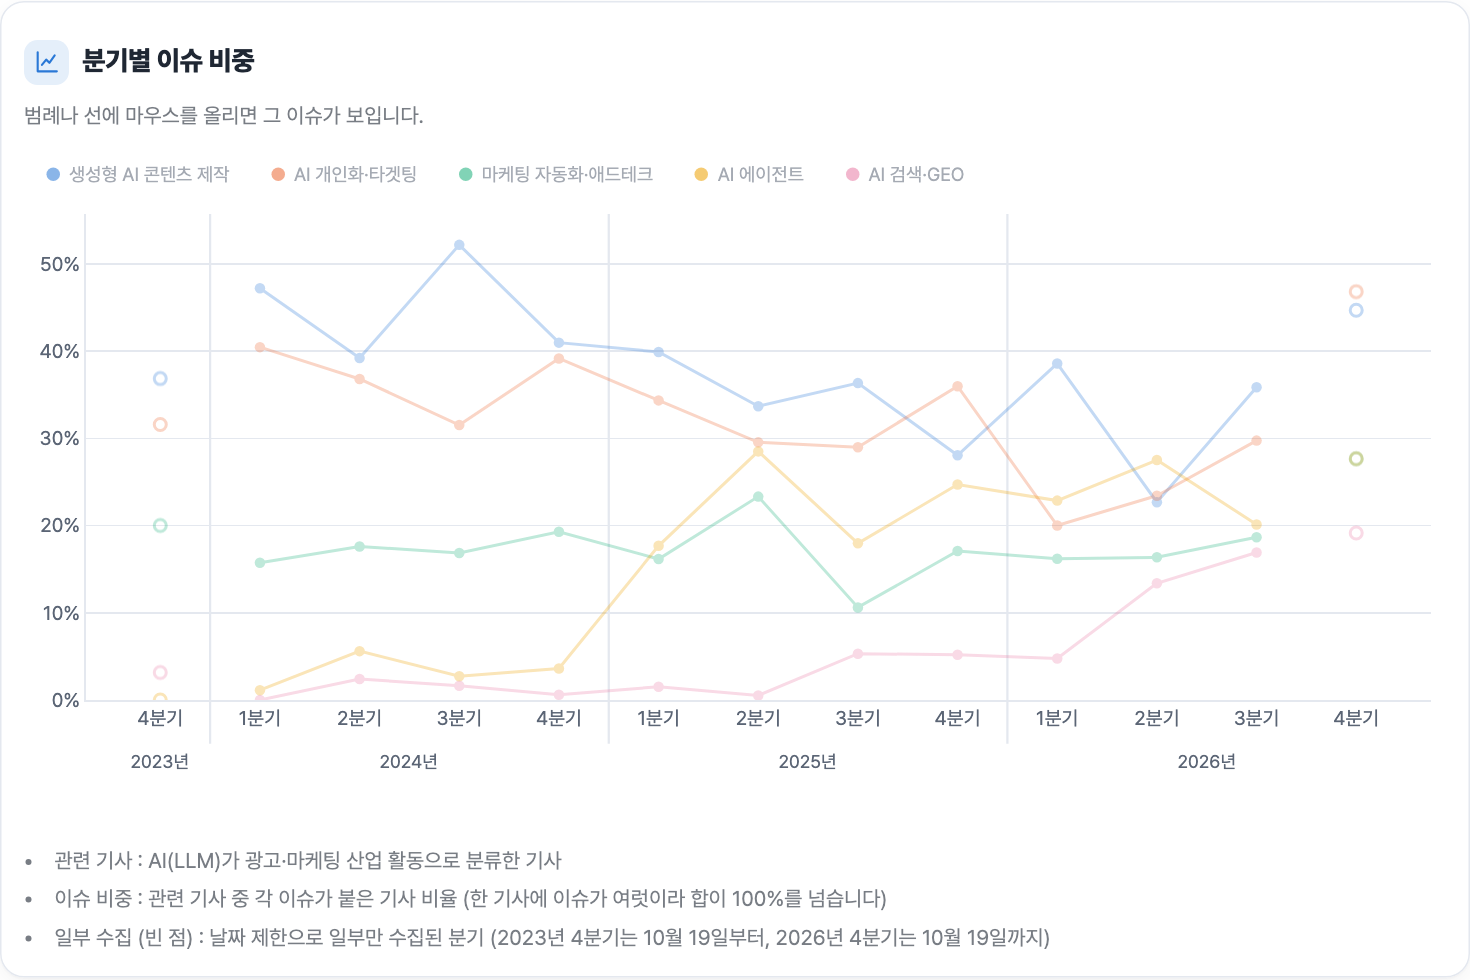 분기별 이슈 비중
범례나 선에 마우스를 올리면 그 이슈가 보입니다.
생성형 AI 콘텐츠 제작 AI 개인화·타겟팅 마케팅 자동화·애드테크 AI 에이전트 AI 검색·GEO
50%
40%
30%
20%
10%
0%
4분기 1분기 2분기 3분기 4분기 1분기 2분기 3분기 4분기 1분기 2분기 3분기 4분기
2023년 2024년 2025년 2026년
• 관련 기사 : AI(LLM)가 광고·마케팅 산업 활동으로 분류한 기사
• 이슈 비중 : 관련 기사 중 각 이슈가 붙은 기사 비율 (한 기사에 이슈가 여럿이라 합이 100%를 넘습니다)
• 일부 수집 (빈 점) : 날짜 제한으로 일부만 수집된 분기 (2023년 4분기는 10월 19일부터, 2026년 4분기는 10월 19일까지)